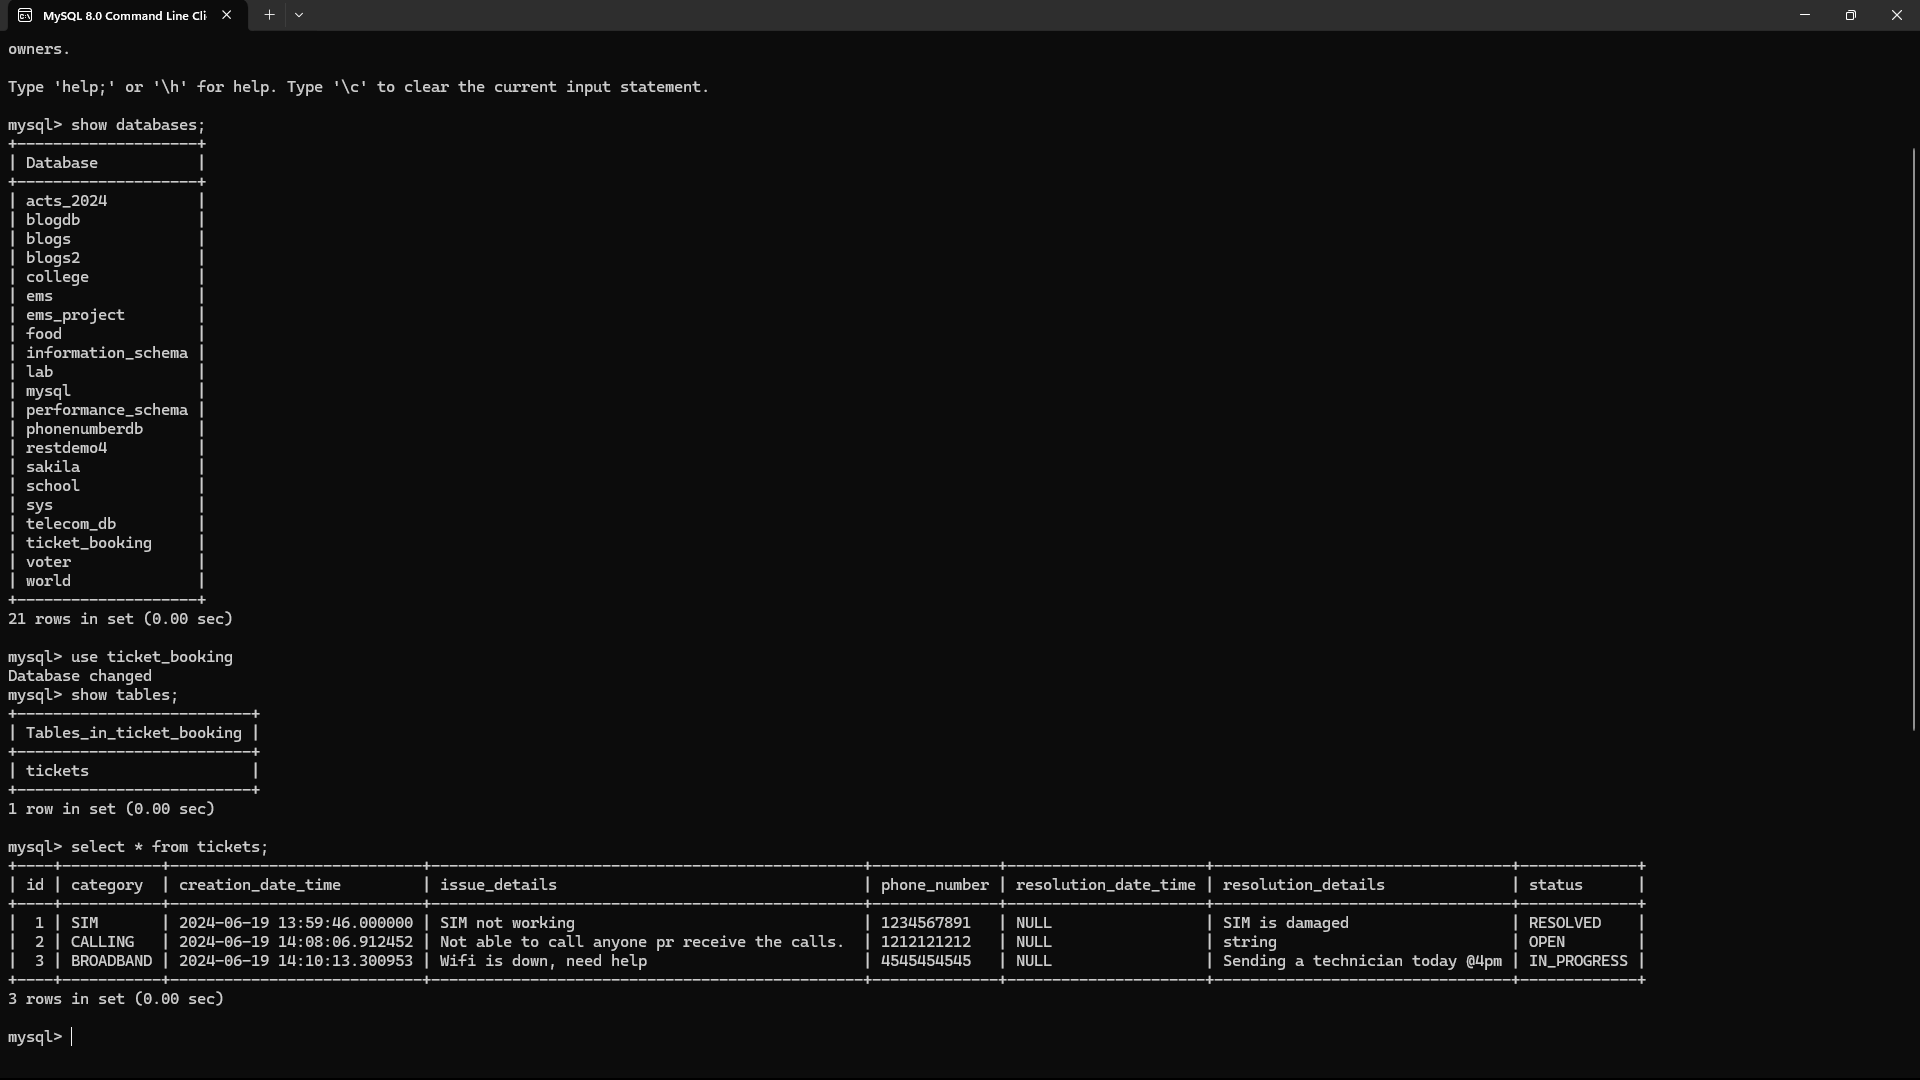 MySQL 8.0 Command Line Cli
owners.
Type 'help;' or '\h' for help. Type '\c' to clear the current input statement.
mysql> show databases;
+--------------------+
| Database           |
+--------------------+
| acts_2024          |
| blogdb             |
| blogs              |
| blogs2             |
| college            |
| ems                |
| ems_project        |
| food               |
| information_schema |
| lab                |
| mysql              |
| performance_schema |
| phonenumberdb      |
| restdemo4          |
| sakila             |
| school             |
| sys                |
| telecom_db         |
| ticket_booking     |
| voter              |
| world              |
+--------------------+
21 rows in set (0.00 sec)
mysql> use ticket_booking
Database changed
mysql> show tables;
+--------------------------+
| Tables_in_ticket_booking |
+--------------------------+
| tickets                  |
+--------------------------+
1 row in set (0.00 sec)
mysql> select * from tickets;
+----+-----------+----------------------------+------------------------------------------------+--------------+----------------------+---------------------------------+-------------+
| id | category  | creation_date_time         | issue_details                                  | phone_number | resolution_date_time | resolution_details              | status      |
+----+-----------+----------------------------+------------------------------------------------+--------------+----------------------+---------------------------------+-------------+
|  1 | SIM       | 2024-06-19 13:59:46.000000 | SIM not working                                | 1234567891   | NULL                 | SIM is damaged                  | RESOLVED    |
|  2 | CALLING   | 2024-06-19 14:08:06.912452 | Not able to call anyone pr receive the calls.  | 1212121212   | NULL                 | string                          | OPEN        |
|  3 | BROADBAND | 2024-06-19 14:10:13.300953 | Wifi is down, need help                        | 4545454545   | NULL                 | Sending a technician today @4pm | IN_PROGRESS |
+----+-----------+----------------------------+------------------------------------------------+--------------+----------------------+---------------------------------+-------------+
3 rows in set (0.00 sec)
mysql>